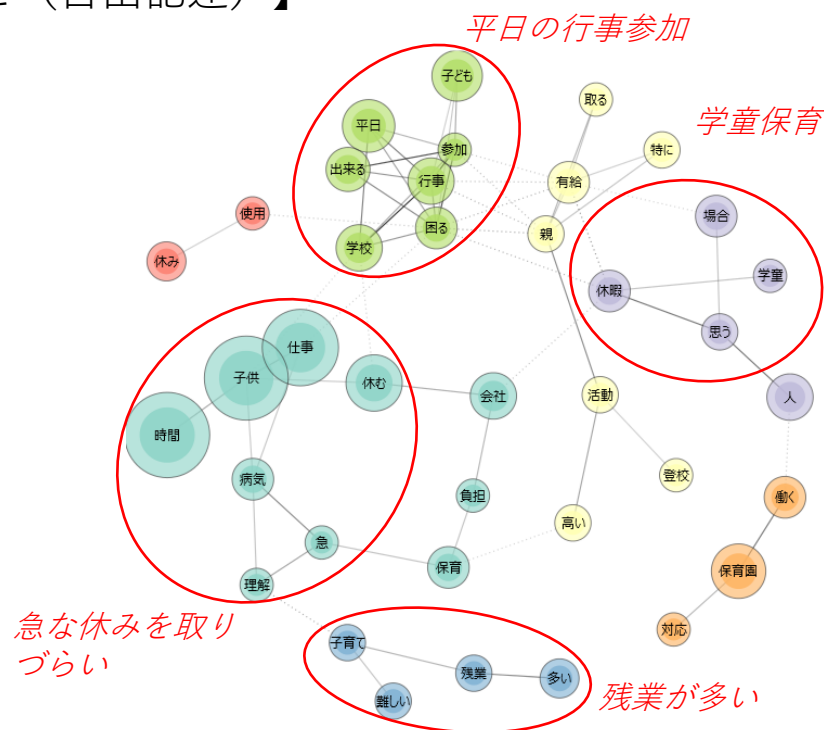 （自由記述）】
平日の行事参加
子ども
取る
学童保育
平日
参加
特に
出来る
行事
有給
使用
困る
親
場合
学校
休み
休暇
学童
思う
仕事
子供
休む
会社
活動
人
時間
病気
登校
負担
働く
高い
急
保育
保育園
理解
急な休みを取り
づらい
子育て
対応
残業
多い
難しい
残業が多い